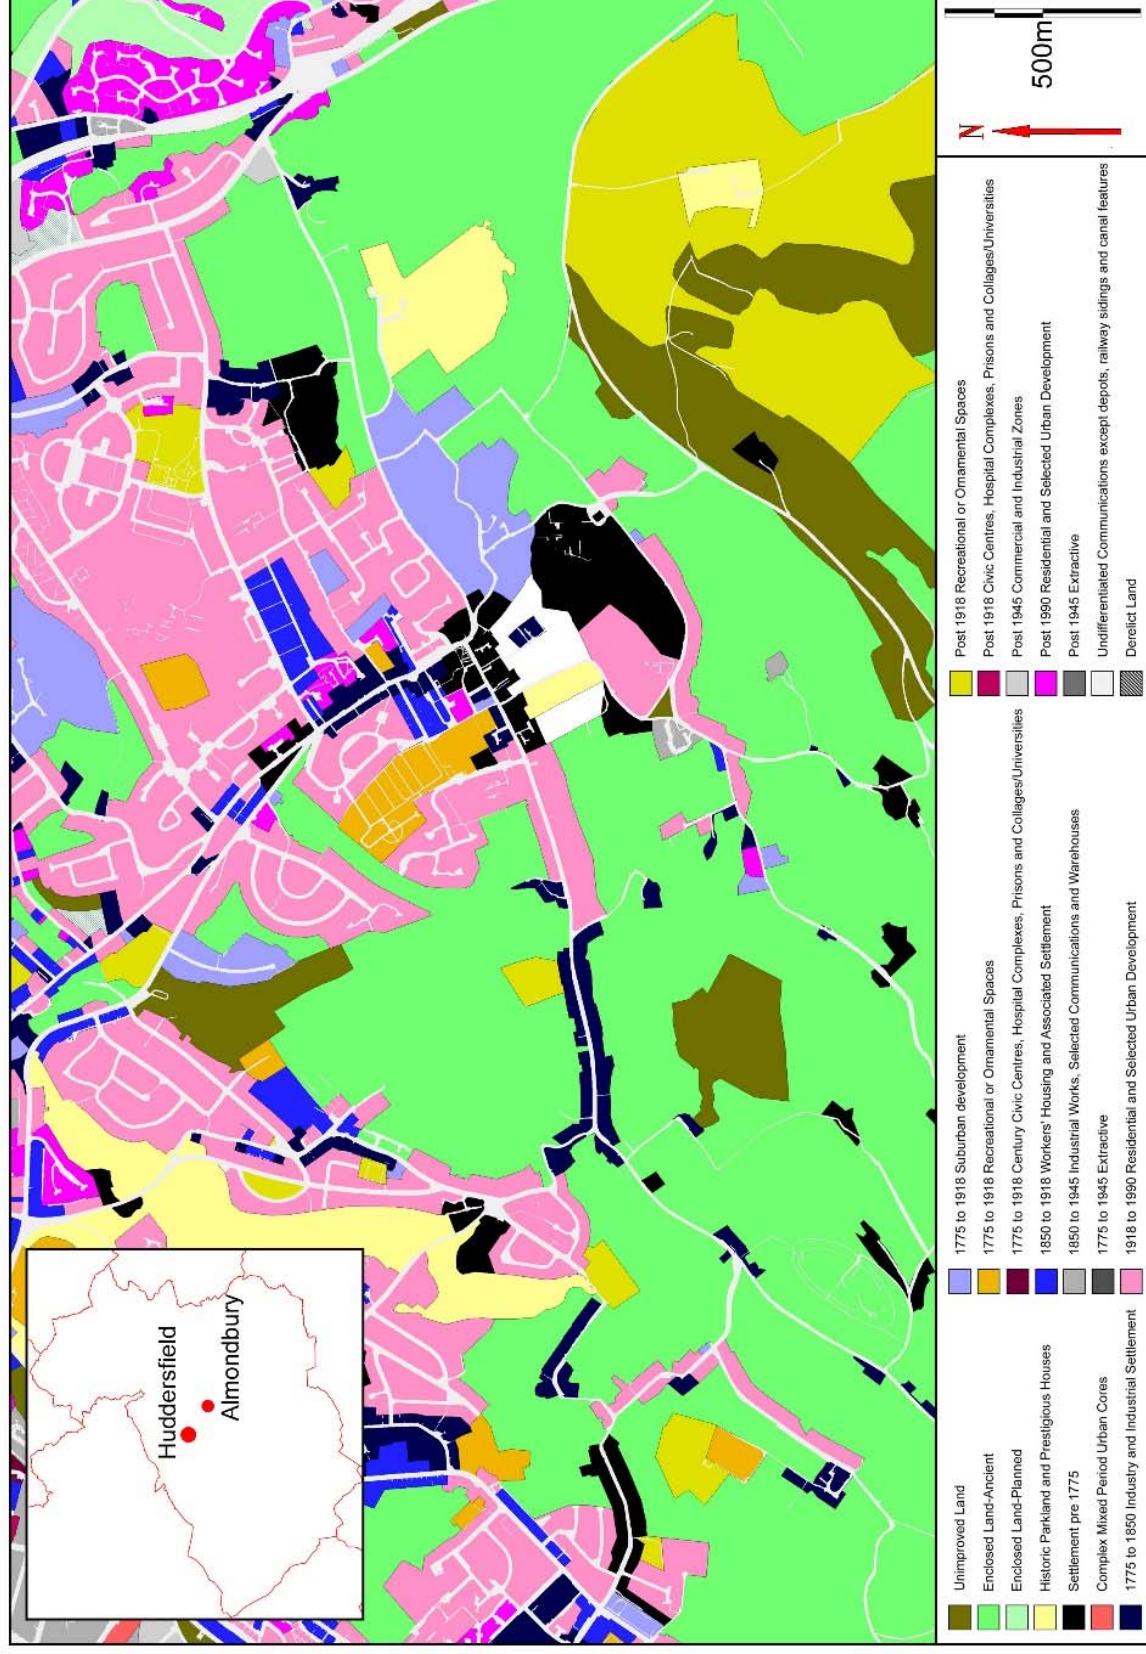 Huddersfield
Almondbury
Unimproved Land
Enclosed Land-Ancient
Enclosed Land-Planned
Historic Parkland and Prestigious Houses
Settlement pre 1775
Complex Mixed Period Urban Cores
1775 to 1850 Industry and Industrial Settlement
1775 to 1918 Suburban development
1775 to 1918 Recreational or Ornamental Spaces
1775 to 1918 Century Civic Centres, Hospital Complexes, Prisons and Collages/Universities
1850 to 1918 Workers' Housing and Associated Settlement
1850 to 1945 Industrial Works, Selected Communications and Warehouses
1775 to 1945 Extractive
1918 to 1990 Residential and Selected Urban Development
Post 1918 Recreational or Ornamental Spaces
Post 1918 Civic Centres, Hospital Complexes, Prisons and Collages/Universities
Post 1945 Commercial and Industrial Zones
Post 1990 Residential and Selected Urban Development
Post 1945 Extractive
Undifferentiated Communications except depots, railway sidings and canal features
Derelict Land
N
500m